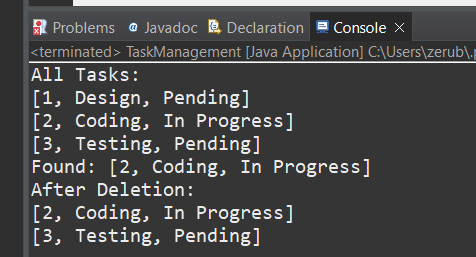 Problems Javadoc Declaration Console
<terminated> TaskManagement [Java Application] C:\Users\zerub\.p
All Tasks:
[1, Design, Pending]
[2, Coding, In Progress]
[3, Testing, Pending]
Found: [2, Coding, In Progress]
After Deletion:
[2, Coding, In Progress]
[3, Testing, Pending]